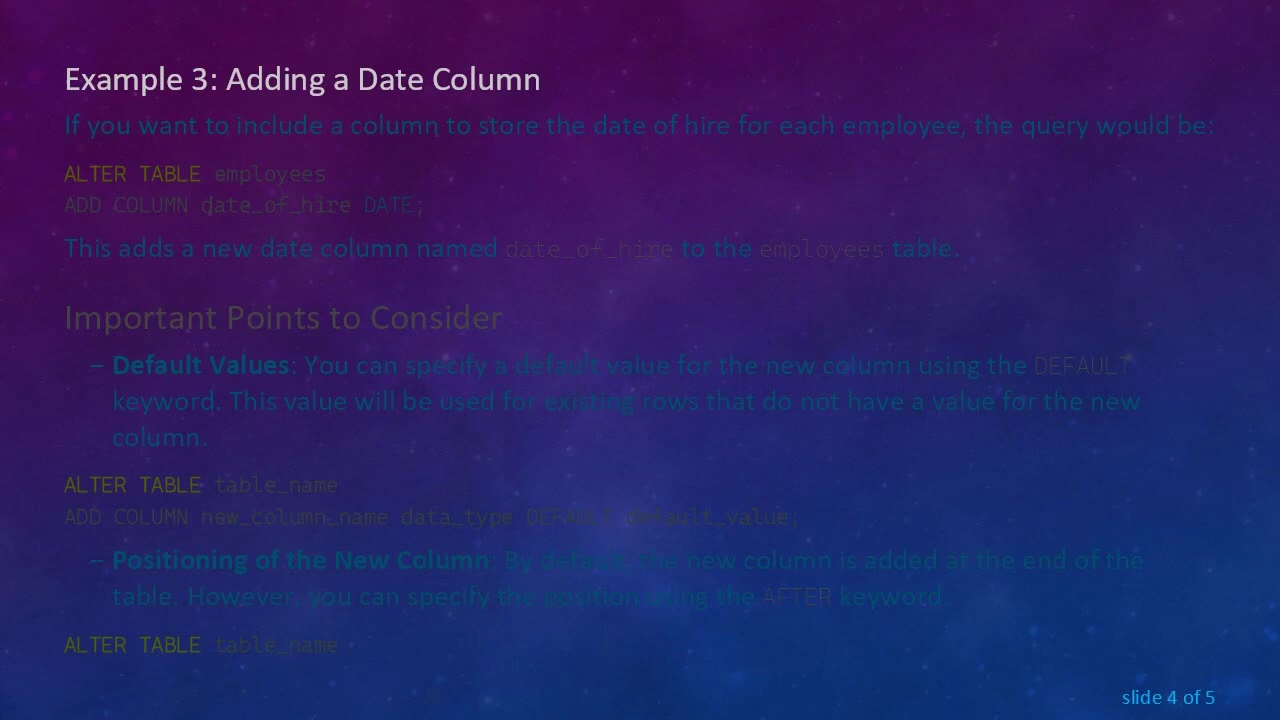 Example 3: Adding a Date Column
If you want to include a column to store the date of hire for each employee, the query would be:
ALTER TABLE employees
ADD COLUMN date_of_hire DATE;
This adds a new date column named date_of_hire to the employees table.
Important Points to Consider
– Default Values: You can specify a default value for the new column using the DEFAULT
keyword. This value will be used for existing rows that do not have a value for the new
column.
ALTER TABLE table_name
ADD COLUMN new_column_name data_type DEFAULT default_value;
– Positioning of the New Column: By default, the new column is added at the end of the
table. However, you can specify the position using the AFTER keyword.
ALTER TABLE table_name
slide 4 of 5